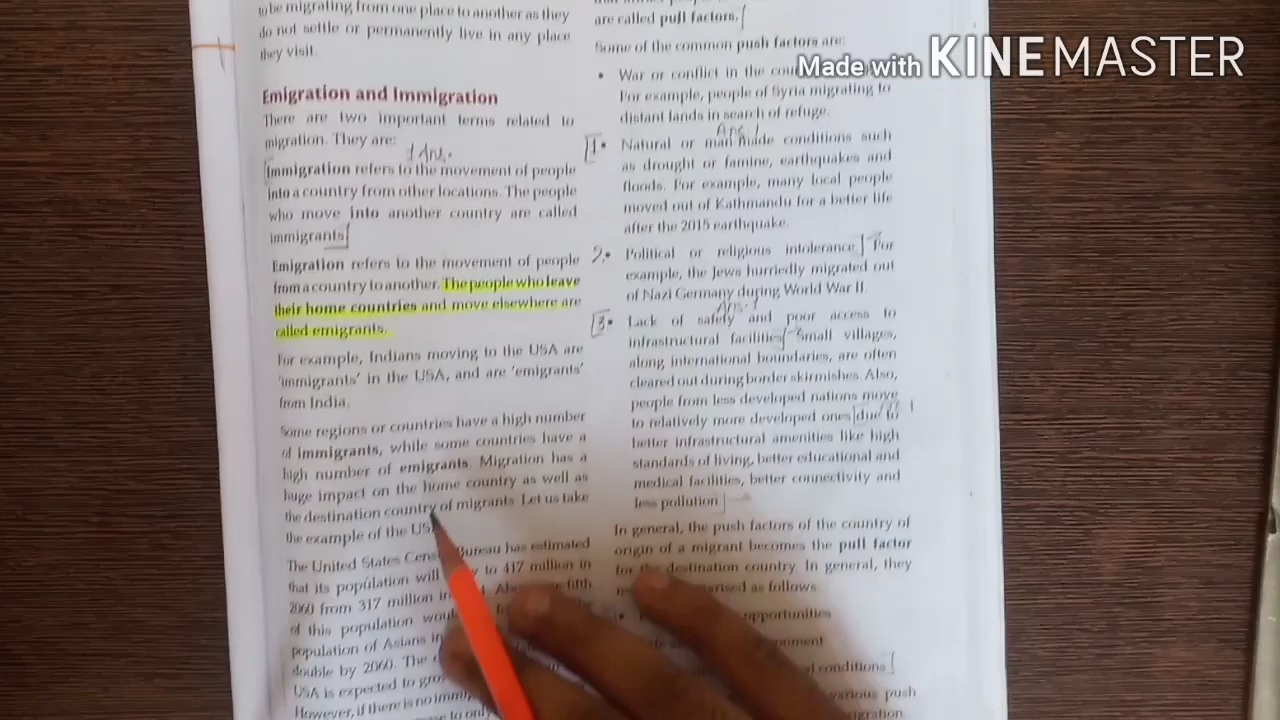 to be migrating from one place to another as they
do not settle or permanently live in any place
they visit.
Emigration and Immigration
There are two important terms related to
migration. They are:
1 Ans.
Immigration refers to the movement of people
into a country from other locations. The people
who move into another country are called
immigrants
Emigration refers to the movement of people
from a country to another. The people who leave
their home countries and move elsewhere are
called emigrants.
For example, Indians moving to the USA are
'immigrants' in the USA, and are 'emigrants'
from India.
Some regions or countries have a high number
of immigrants, while some countries have a
high number of emigrants. Migration has a
huge impact on the home country as well as
the destination country of migrants. Let us take
the example of the
The United States Bureau has estimated
that its population will to 417 million in
2060 from 317 million
of this population
population of Asians
double by 2060. The
USA is expected to
However, if there is no
are called pull factors.
Some of the common push factors are:
• War or conflict in the
For example, people of Syria migrating to
distant lands in search of refuge.
Ans. 1
1• Natural or man made conditions such
as drought or famine, earthquakes and
floods. For example, many local people
moved out of Kathmandu for a better life
after the 2015 earthquake.
2.• Political or religious intolerance. For
example, the Jews hurriedly migrated out
of Nazi Germany during World War II.
Ans. 1
3• Lack of safety and poor access to
infrastructural facilities. Small villages,
along international boundaries, are often
cleared out during border skirmishes. Also,
people from less developed nations move
to relatively more developed ones due to
better infrastructural amenities like high
standards of living, better educational and
medical facilities, better connectivity and
less pollution.
In general, the push factors of the country of
origin of a migrant becomes the pull factor
for destination country. In general, they
as follows
opportunities
conditions
various push
Made with KINEMASTER